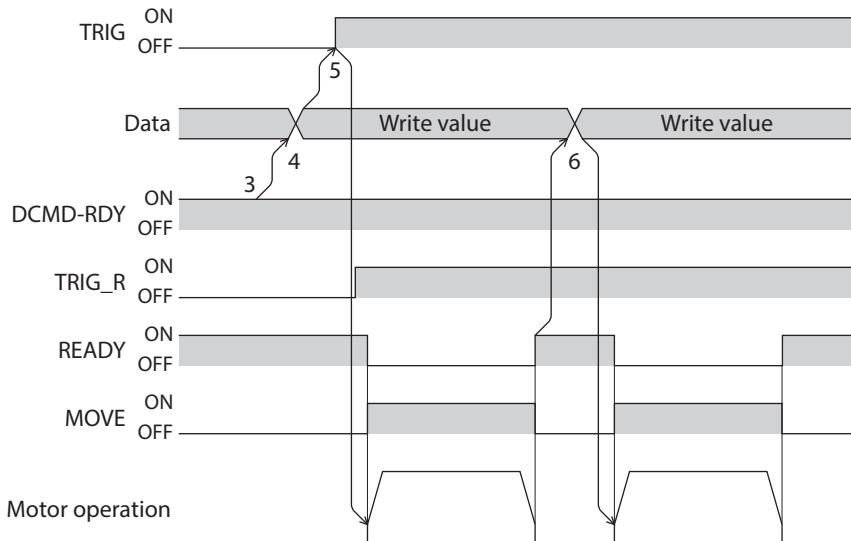 TRIG ON
OFF
5
Data Write value Write value
4 6
3
DCMD-RDY ON
OFF
TRIG_R ON
OFF
READY ON
OFF
MOVE ON
OFF
Motor operation